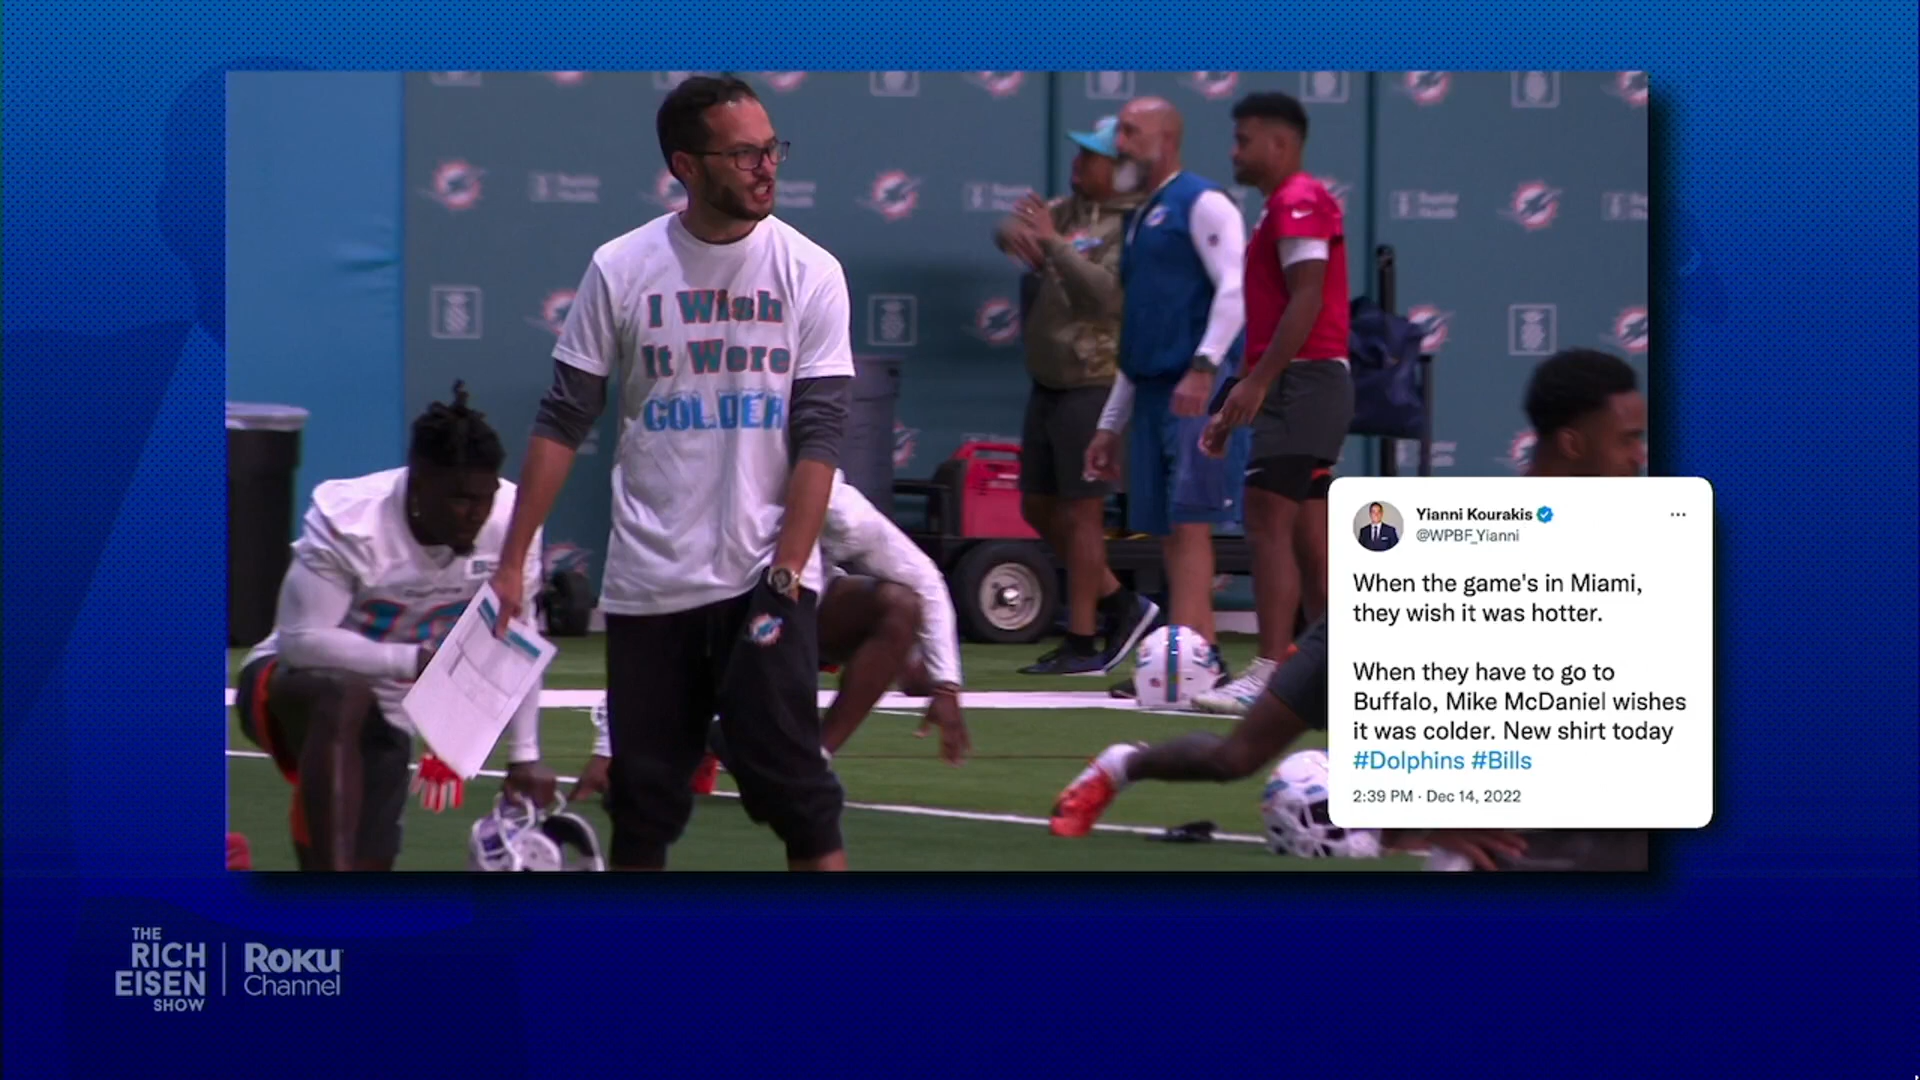 I Wish
It Were
COLDER
Yianni Kourakis
@WPBF_Yianni
When the game's in Miami,
they wish it was hotter.
When they have to go to
Buffalo, Mike McDaniel wishes
it was colder. New shirt today
#Dolphins #Bills
2:39 PM · Dec 14, 2022
THE
RICH
EISEN
SHOW
Roku
Channel